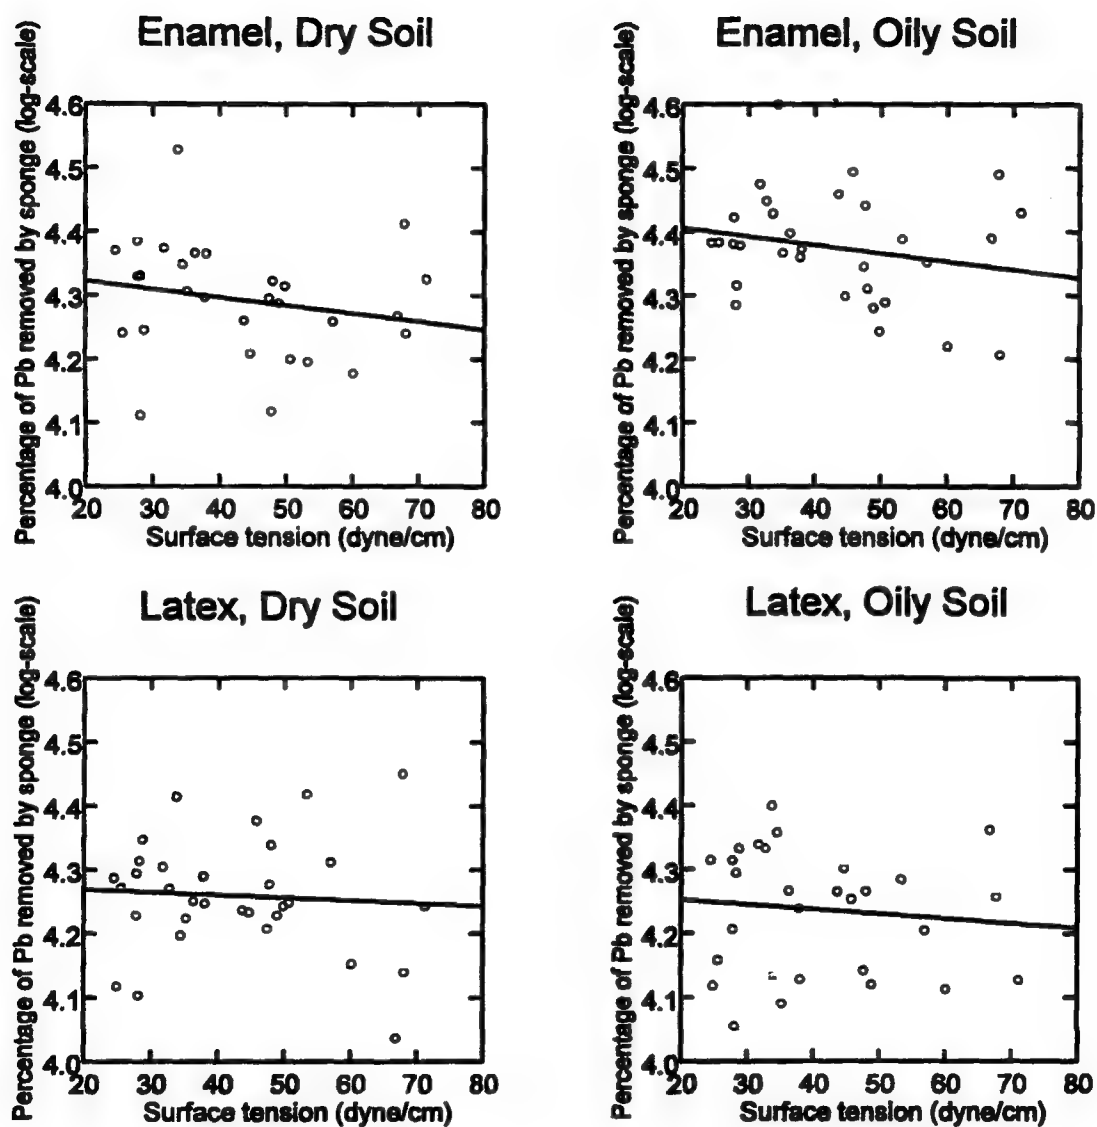 Enamel, Dry Soil
Percentage of Pb removed by sponge (log-scale)
4.6
4.5
4.4
4.3
4.2
4.1
4.0
20 30 40 50 60 70 80
Surface tension (dyne/cm)
Enamel, Oily Soil
Percentage of Pb removed by sponge (log-scale)
4.6
4.5
4.4
4.3
4.2
4.1
4.0
20 30 40 50 60 70 80
Surface tension (dyne/cm)
Latex, Dry Soil
Percentage of Pb removed by sponge (log-scale)
4.6
4.5
4.4
4.3
4.2
4.1
4.0
20 30 40 50 60 70 80
Surface tension (dyne/cm)
Latex, Oily Soil
Percentage of Pb removed by sponge (log-scale)
4.6
4.5
4.4
4.3
4.2
4.1
4.0
20 30 40 50 60 70 80
Surface tension (dyne/cm)